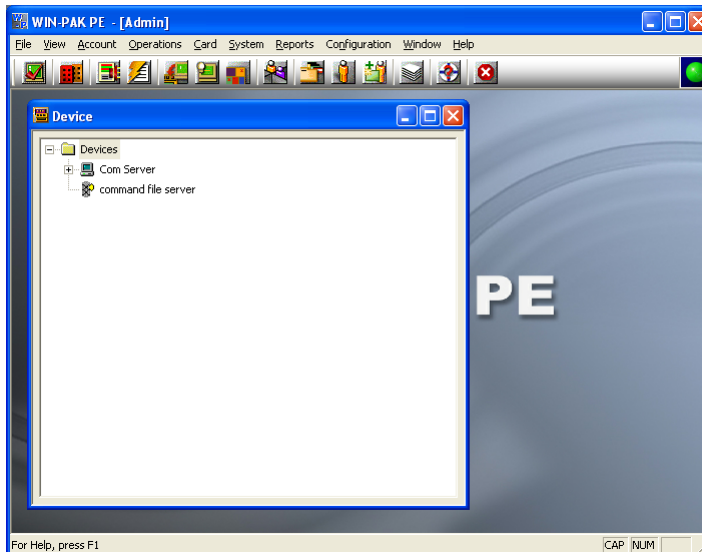 WIN-PAK PE - [Admin]
File View Account Operations Card System Reports Configuration Window Help
Device
Devices
Com Server
command file server
PE
For Help, press F1
CAP NUM